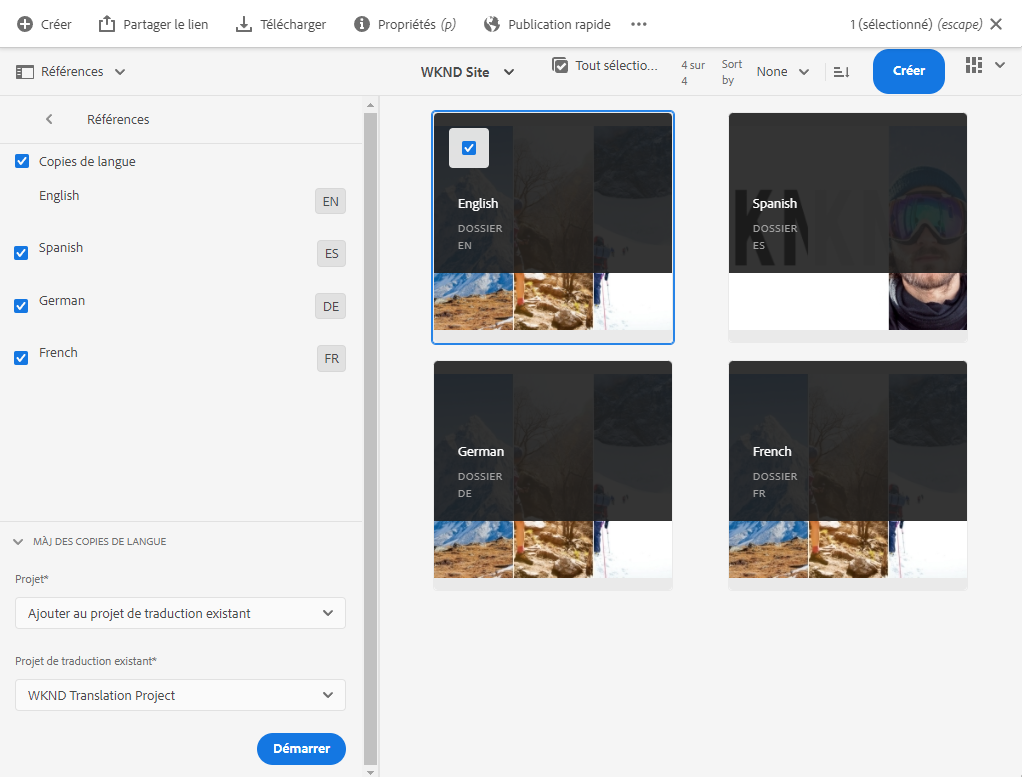 Créer Partager le lien Télécharger Propriétés (p) Publication rapide 1 (sélectionné) (escape)
Références WKND Site Tout sélectio... 4 sur 4 Sort by None Créer
Références
Copies de langue
English EN
Spanish ES
German DE
French FR
MÀJ DES COPIES DE LANGUE
Projet*
Ajouter au projet de traduction existant
Projet de traduction existant*
WKND Translation Project
Démarrer
English
DOSSIER
EN
Spanish
DOSSIER
ES
German
DOSSIER
DE
French
DOSSIER
FR